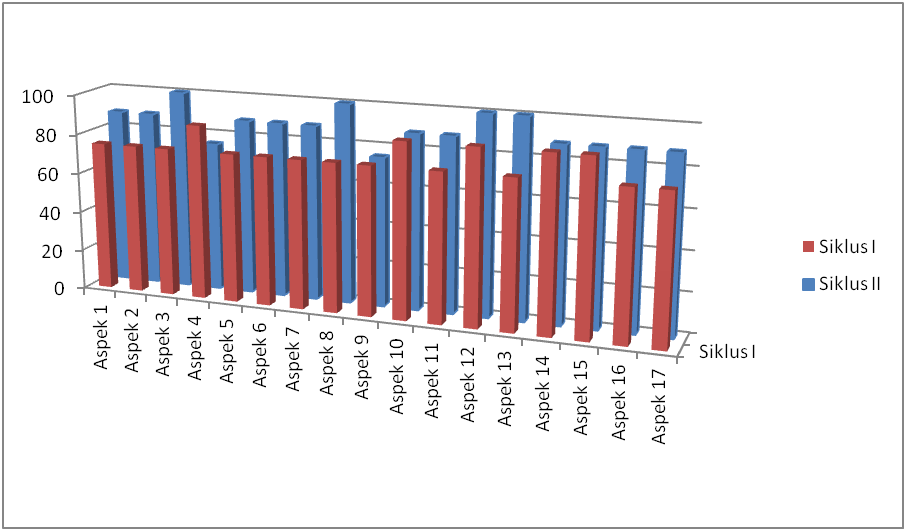 100
80
60
40
20
0
Aspek 1
Aspek 2
Aspek 3
Aspek 4
Aspek 5
Aspek 6
Aspek 7
Aspek 8
Aspek 9
Aspek 10
Aspek 11
Aspek 12
Aspek 13
Aspek 14
Aspek 15
Aspek 16
Aspek 17
Siklus I
Siklus I
Siklus II